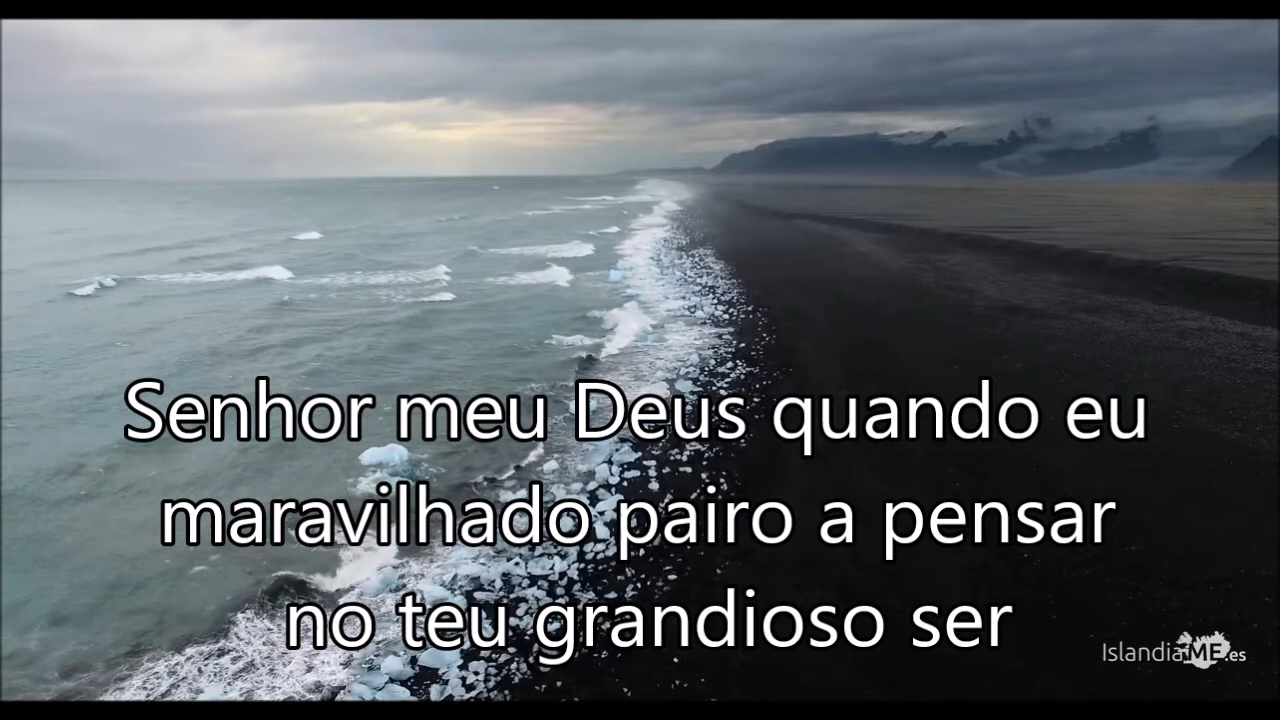 Senhor meu Deus quando eu
maravilhado pairo a pensar
no teu grandioso ser
IslandiaME.es